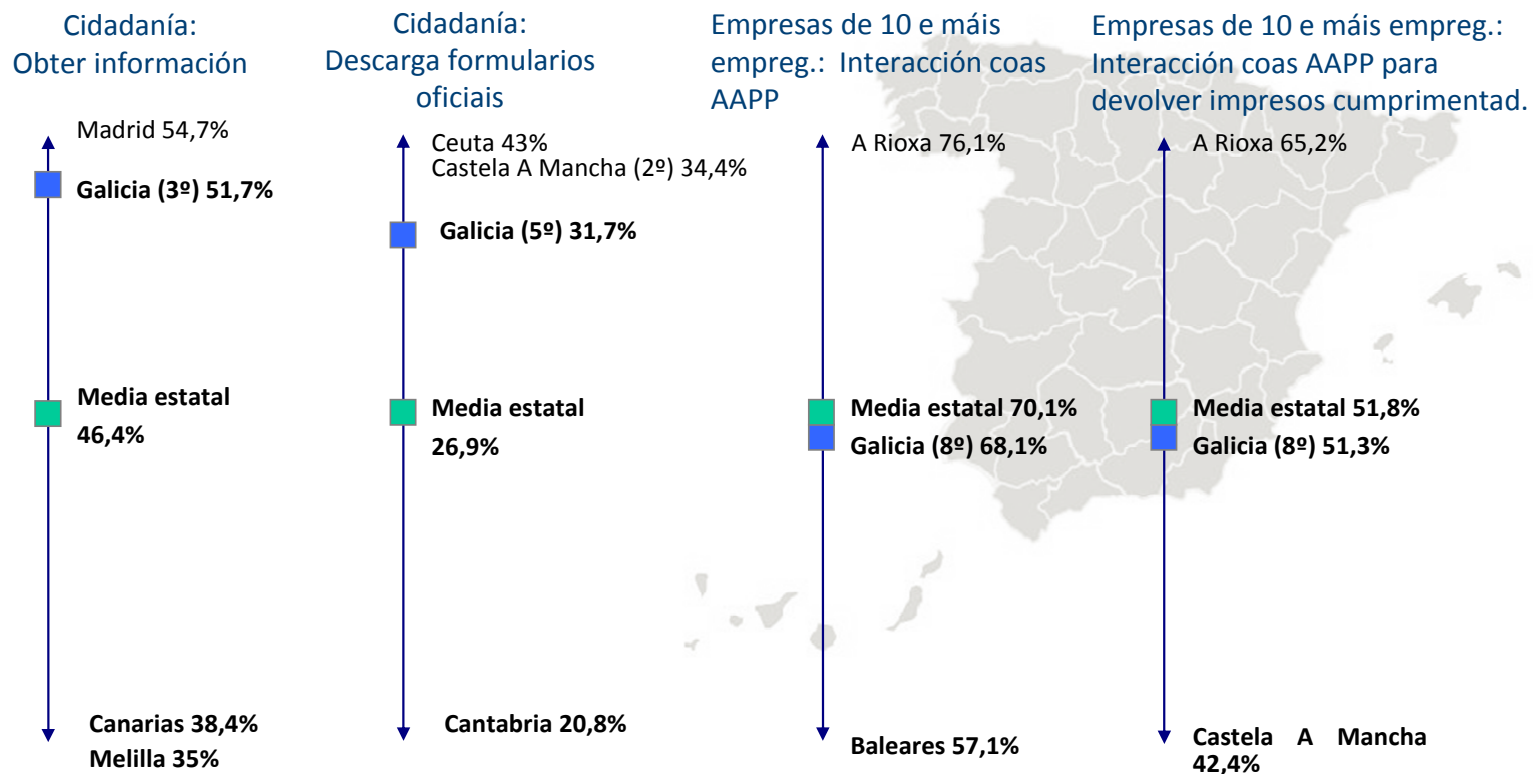 Cidadanía:
Obter información
Madrid 54,7%
Galicia (3º) 51,7%
Media estatal
46,4%
Canarias 38,4%
Melilla 35%
Cidadanía:
Descarga formularios
oficiais
Ceuta 43%
Castela A Mancha (2º) 34,4%
Galicia (5º) 31,7%
Media estatal
26,9%
Cantabria 20,8%
Empresas de 10 e máis
empreg.: Interacción coas
AAPP
A Rioxa 76,1%
Media estatal 70,1%
Galicia (8º) 68,1%
Baleares 57,1%
Empresas de 10 e máis empreg.:
Interacción coas AAPP para
devolver impresos cumprimentad.
A Rioxa 65,2%
Media estatal 51,8%
Galicia (8º) 51,3%
Castela A Mancha
42,4%